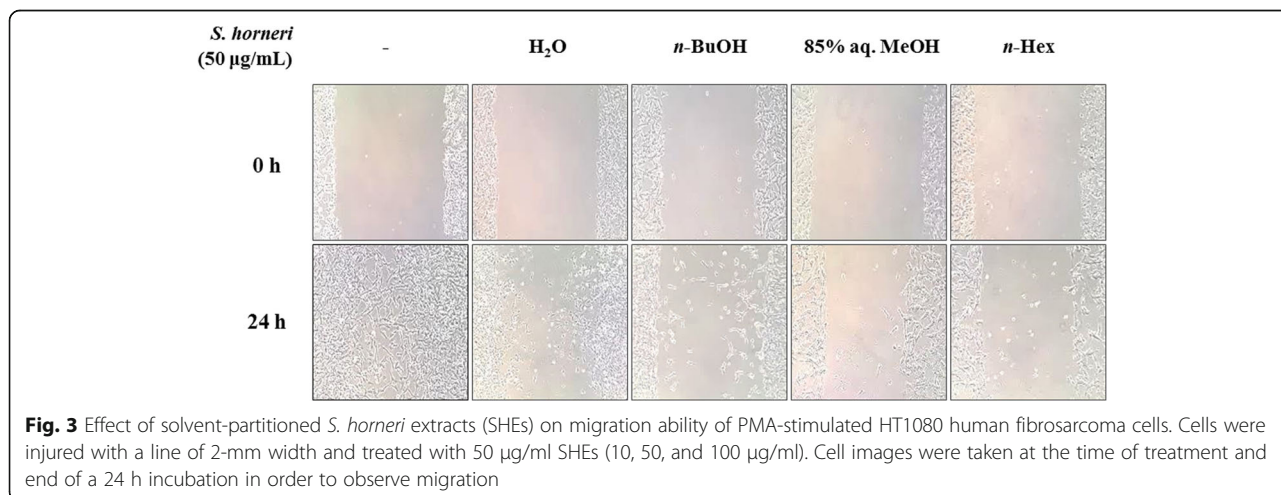 S. horneri
(50 μg/mL)
- H₂O n-BuOH 85% aq. MeOH n-Hex
0 h
24 h
Fig. 3 Effect of solvent-partitioned S. horneri extracts (SHEs) on migration ability of PMA-stimulated HT1080 human fibrosarcoma cells. Cells were
injured with a line of 2-mm width and treated with 50 μg/ml SHEs (10, 50, and 100 μg/ml). Cell images were taken at the time of treatment and
end of a 24 h incubation in order to observe migration